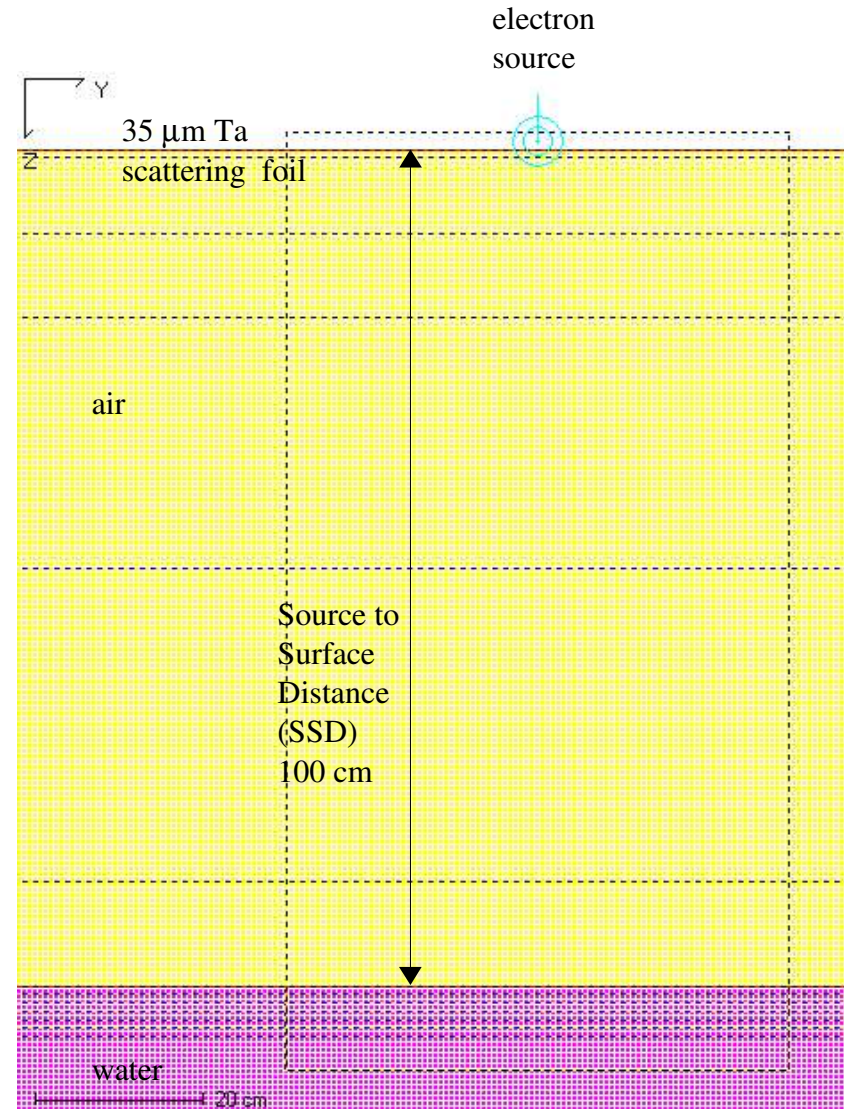 electron
source
Y
Z
35 µm Ta
scattering foil
air
Source to
Surface
Distance
(SSD)
100 cm
water
20 cm